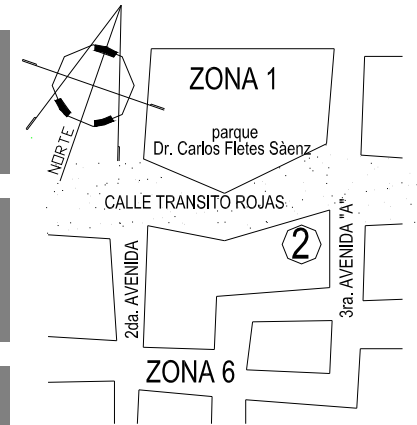 ZONA 1
parque
Dr. Carlos Fletes Sàenz
NORTE
CALLE TRANSITO ROJAS
2
2da. AVENIDA
3ra. AVENIDA "A"
ZONA 6